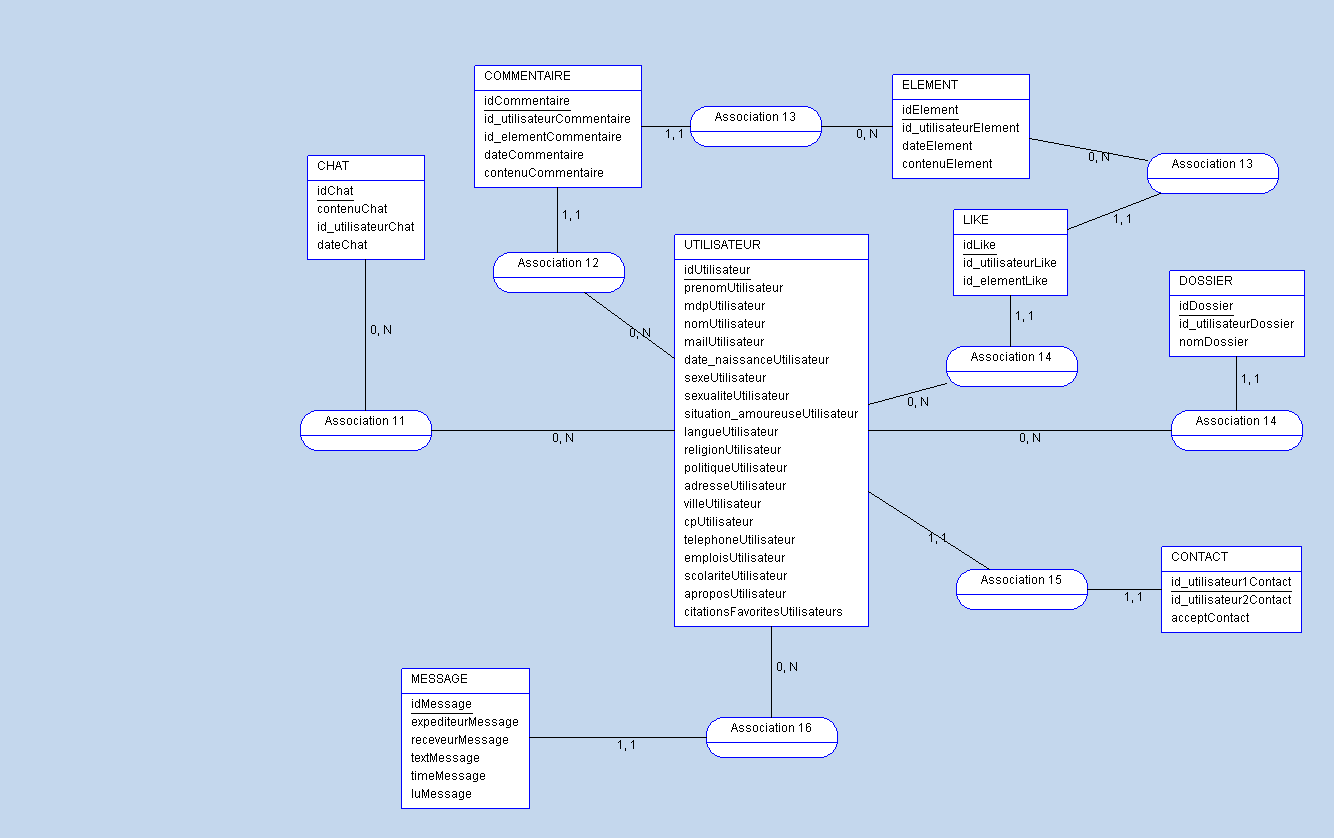 COMMENTAIRE
idCommentaire
id_utilisateurCommentaire
id_elementCommentaire
dateCommentaire
contenuCommentaire
1, 1
Association 13
0, N
ELEMENT
idElement
id_utilisateurElement
dateElement
contenuElement
0, N
Association 13
1, 1
CHAT
idChat
contenuChat
id_utilisateurChat
dateChat
0, N
1, 1
Association 12
0, N
LIKE
idLike
id_utilisateurLike
id_elementLike
1, 1
Association 14
0, N
DOSSIER
idDossier
id_utilisateurDossier
nomDossier
1, 1
Association 14
0, N
UTILISATEUR
idUtilisateur
prenomUtilisateur
mdpUtilisateur
nomUtilisateur
mailUtilisateur
date_naissanceUtilisateur
sexeUtilisateur
sexualiteUtilisateur
situation_amoureuseUtilisateur
langueUtilisateur
religionUtilisateur
politiqueUtilisateur
adresseUtilisateur
villeUtilisateur
cpUtilisateur
telephoneUtilisateur
emploisUtilisateur
scolariteUtilisateur
aproposUtilisateur
citationsFavoritesUtilisateurs
Association 11
0, N
1, 1
Association 15
1, 1
CONTACT
id_utilisateur1Contact
id_utilisateur2Contact
acceptContact
0, N
MESSAGE
idMessage
expediteurMessage
receveurMessage
textMessage
timeMessage
luMessage
1, 1
Association 16